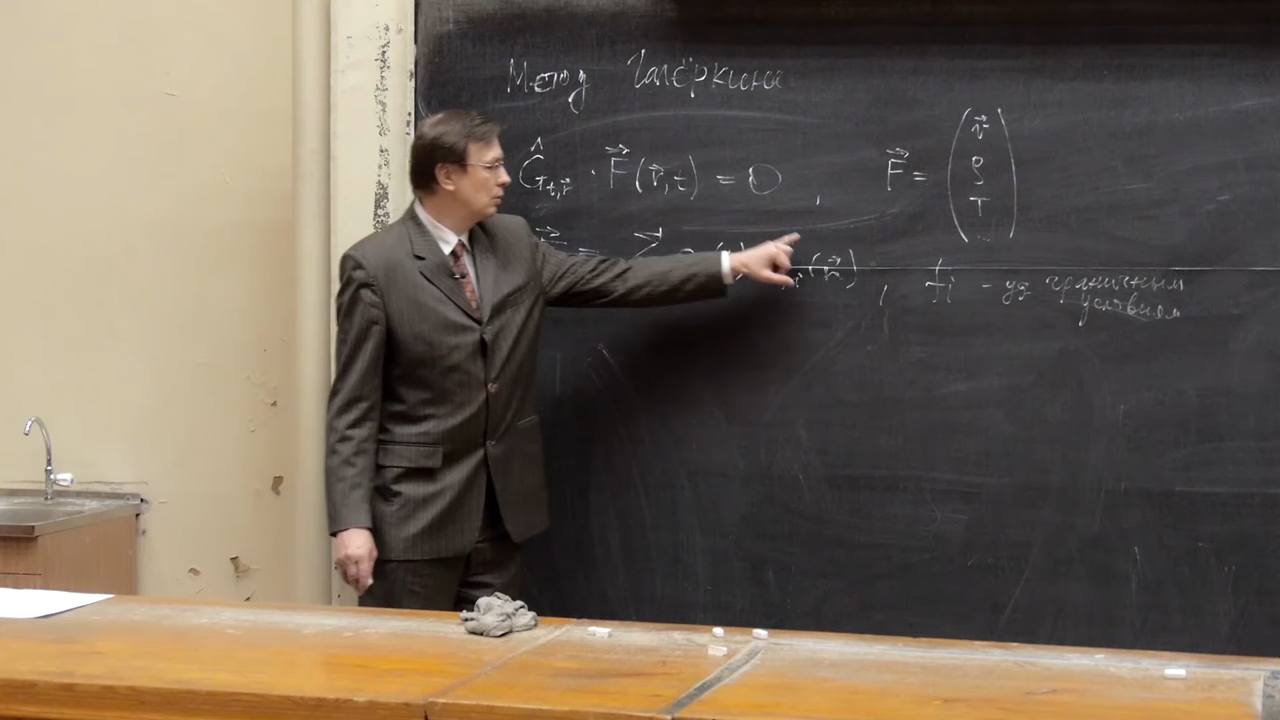 Метод Галёркина
Ĝ_{t,r⃗} · F⃗(r⃗,t) = 0 , F⃗ = (v⃗ ρ T ...)
= Σ (r⃗) , f_i - уд граничным
условиям